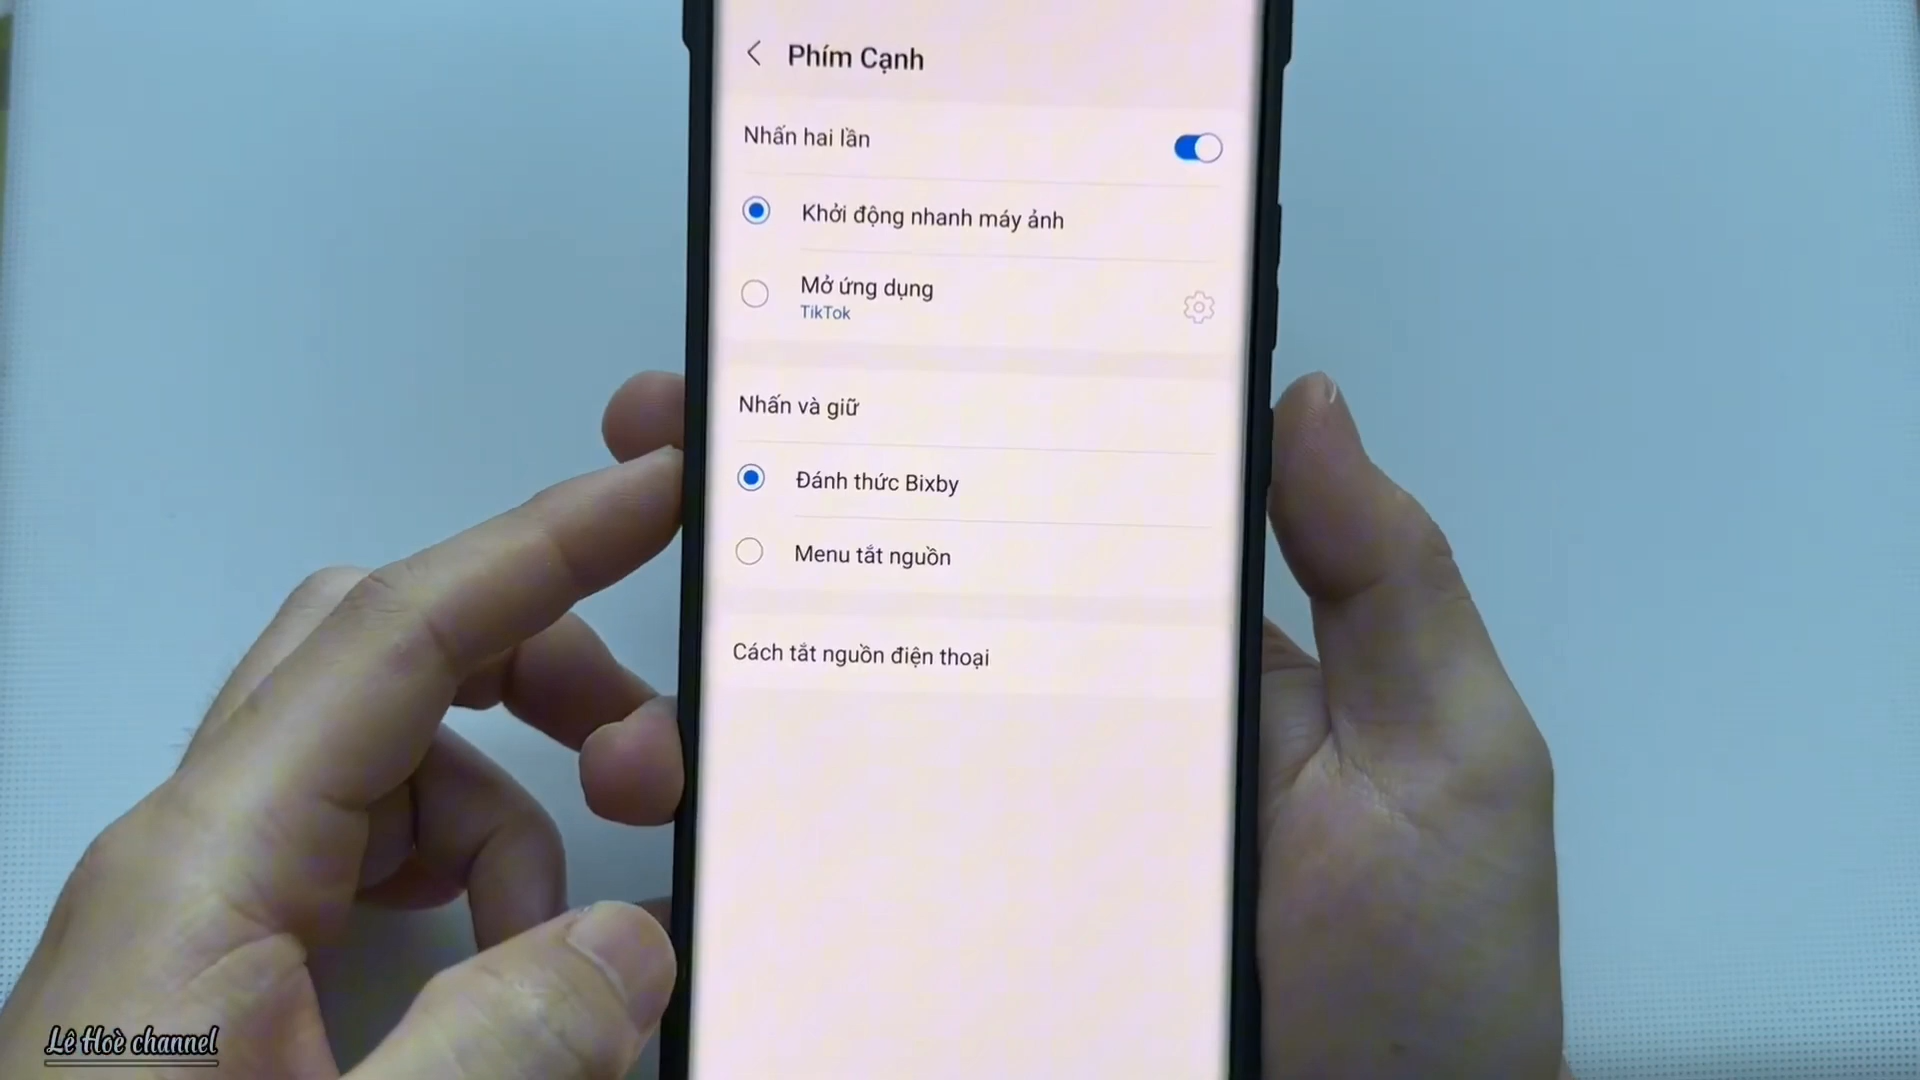 Phím Cạnh
Nhấn hai lần
Khởi động nhanh máy ảnh
Mở ứng dụng
TikTok
Nhấn và giữ
Đánh thức Bixby
Menu tắt nguồn
Cách tắt nguồn điện thoại
Lê Hoè channel